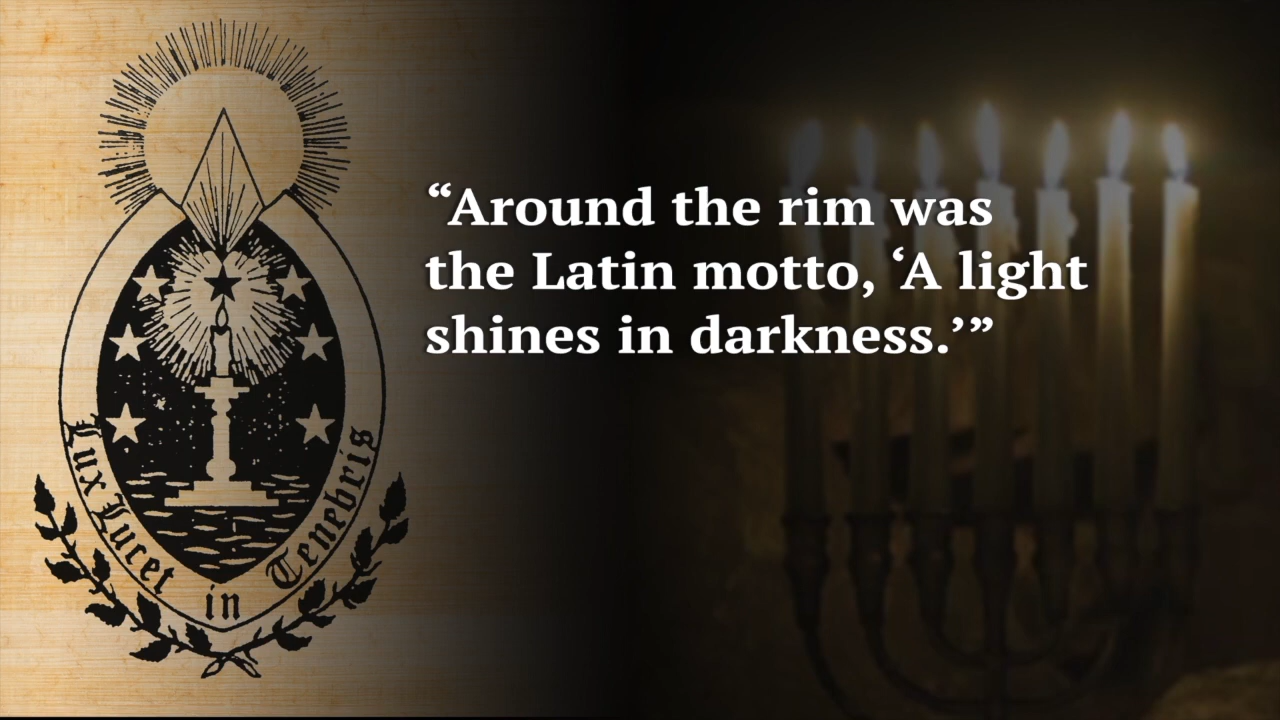 “Around the rim was
the Latin motto, ‘A light
shines in darkness.’”
Lux Lucet in Tenebris